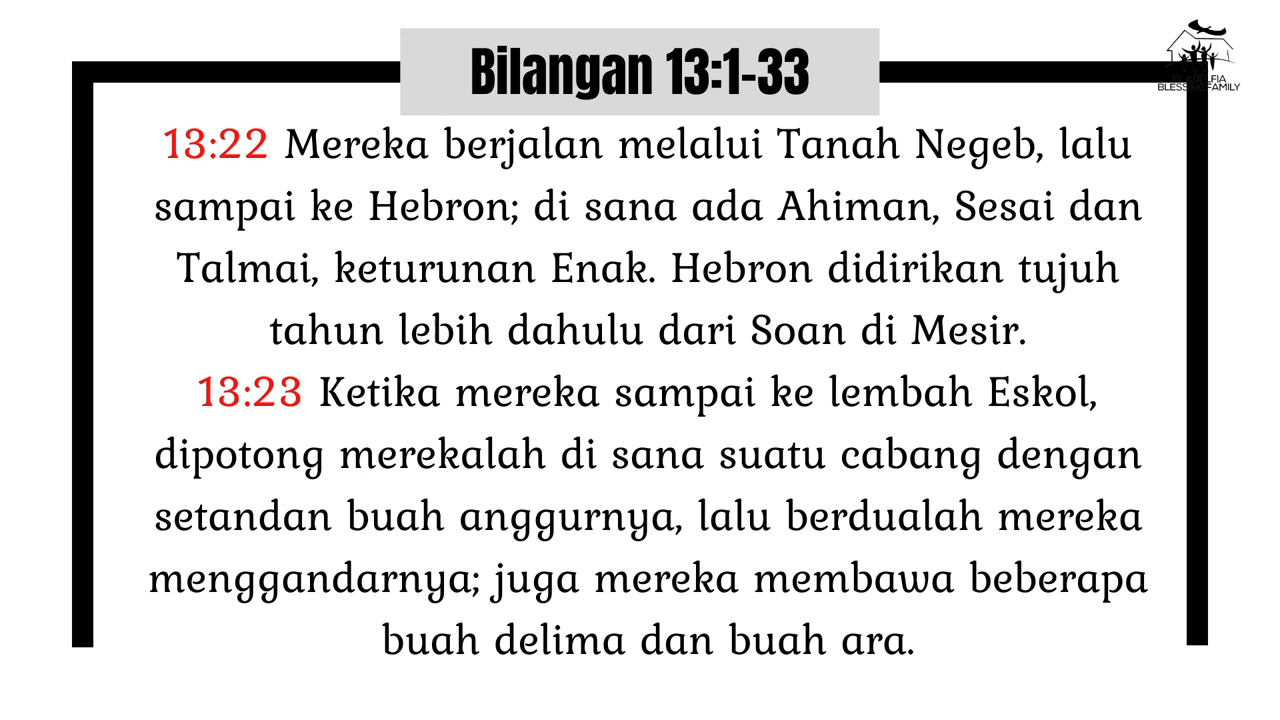 Bilangan 13:1-33
13:22 Mereka berjalan melalui Tanah Negeb, lalu
sampai ke Hebron; di sana ada Ahiman, Sesai dan
Talmai, keturunan Enak. Hebron didirikan tujuh
tahun lebih dahulu dari Soan di Mesir.
13:23 Ketika mereka sampai ke lembah Eskol,
dipotong merekalah di sana suatu cabang dengan
setandan buah anggurnya, lalu berdualah mereka
menggandarnya; juga mereka membawa beberapa
buah delima dan buah ara.
BLESSING FAMILY